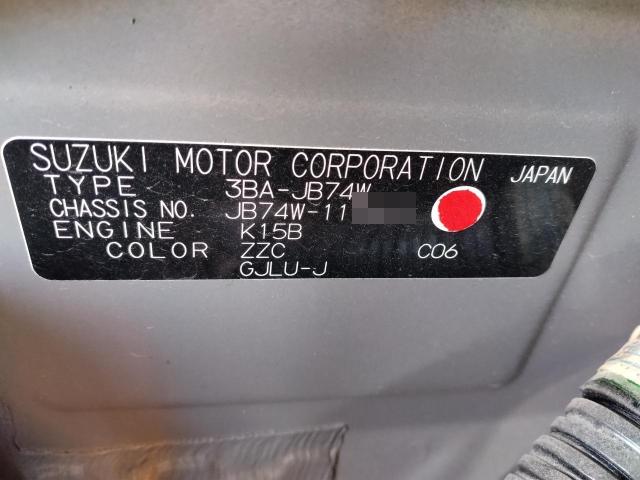 SUZUKI MOTOR CORPORATION JAPAN
TYPE 3BA-JB74W
CHASSIS NO. JB74W-11
ENGINE K15B
COLOR ZZC C06
GJLU-J